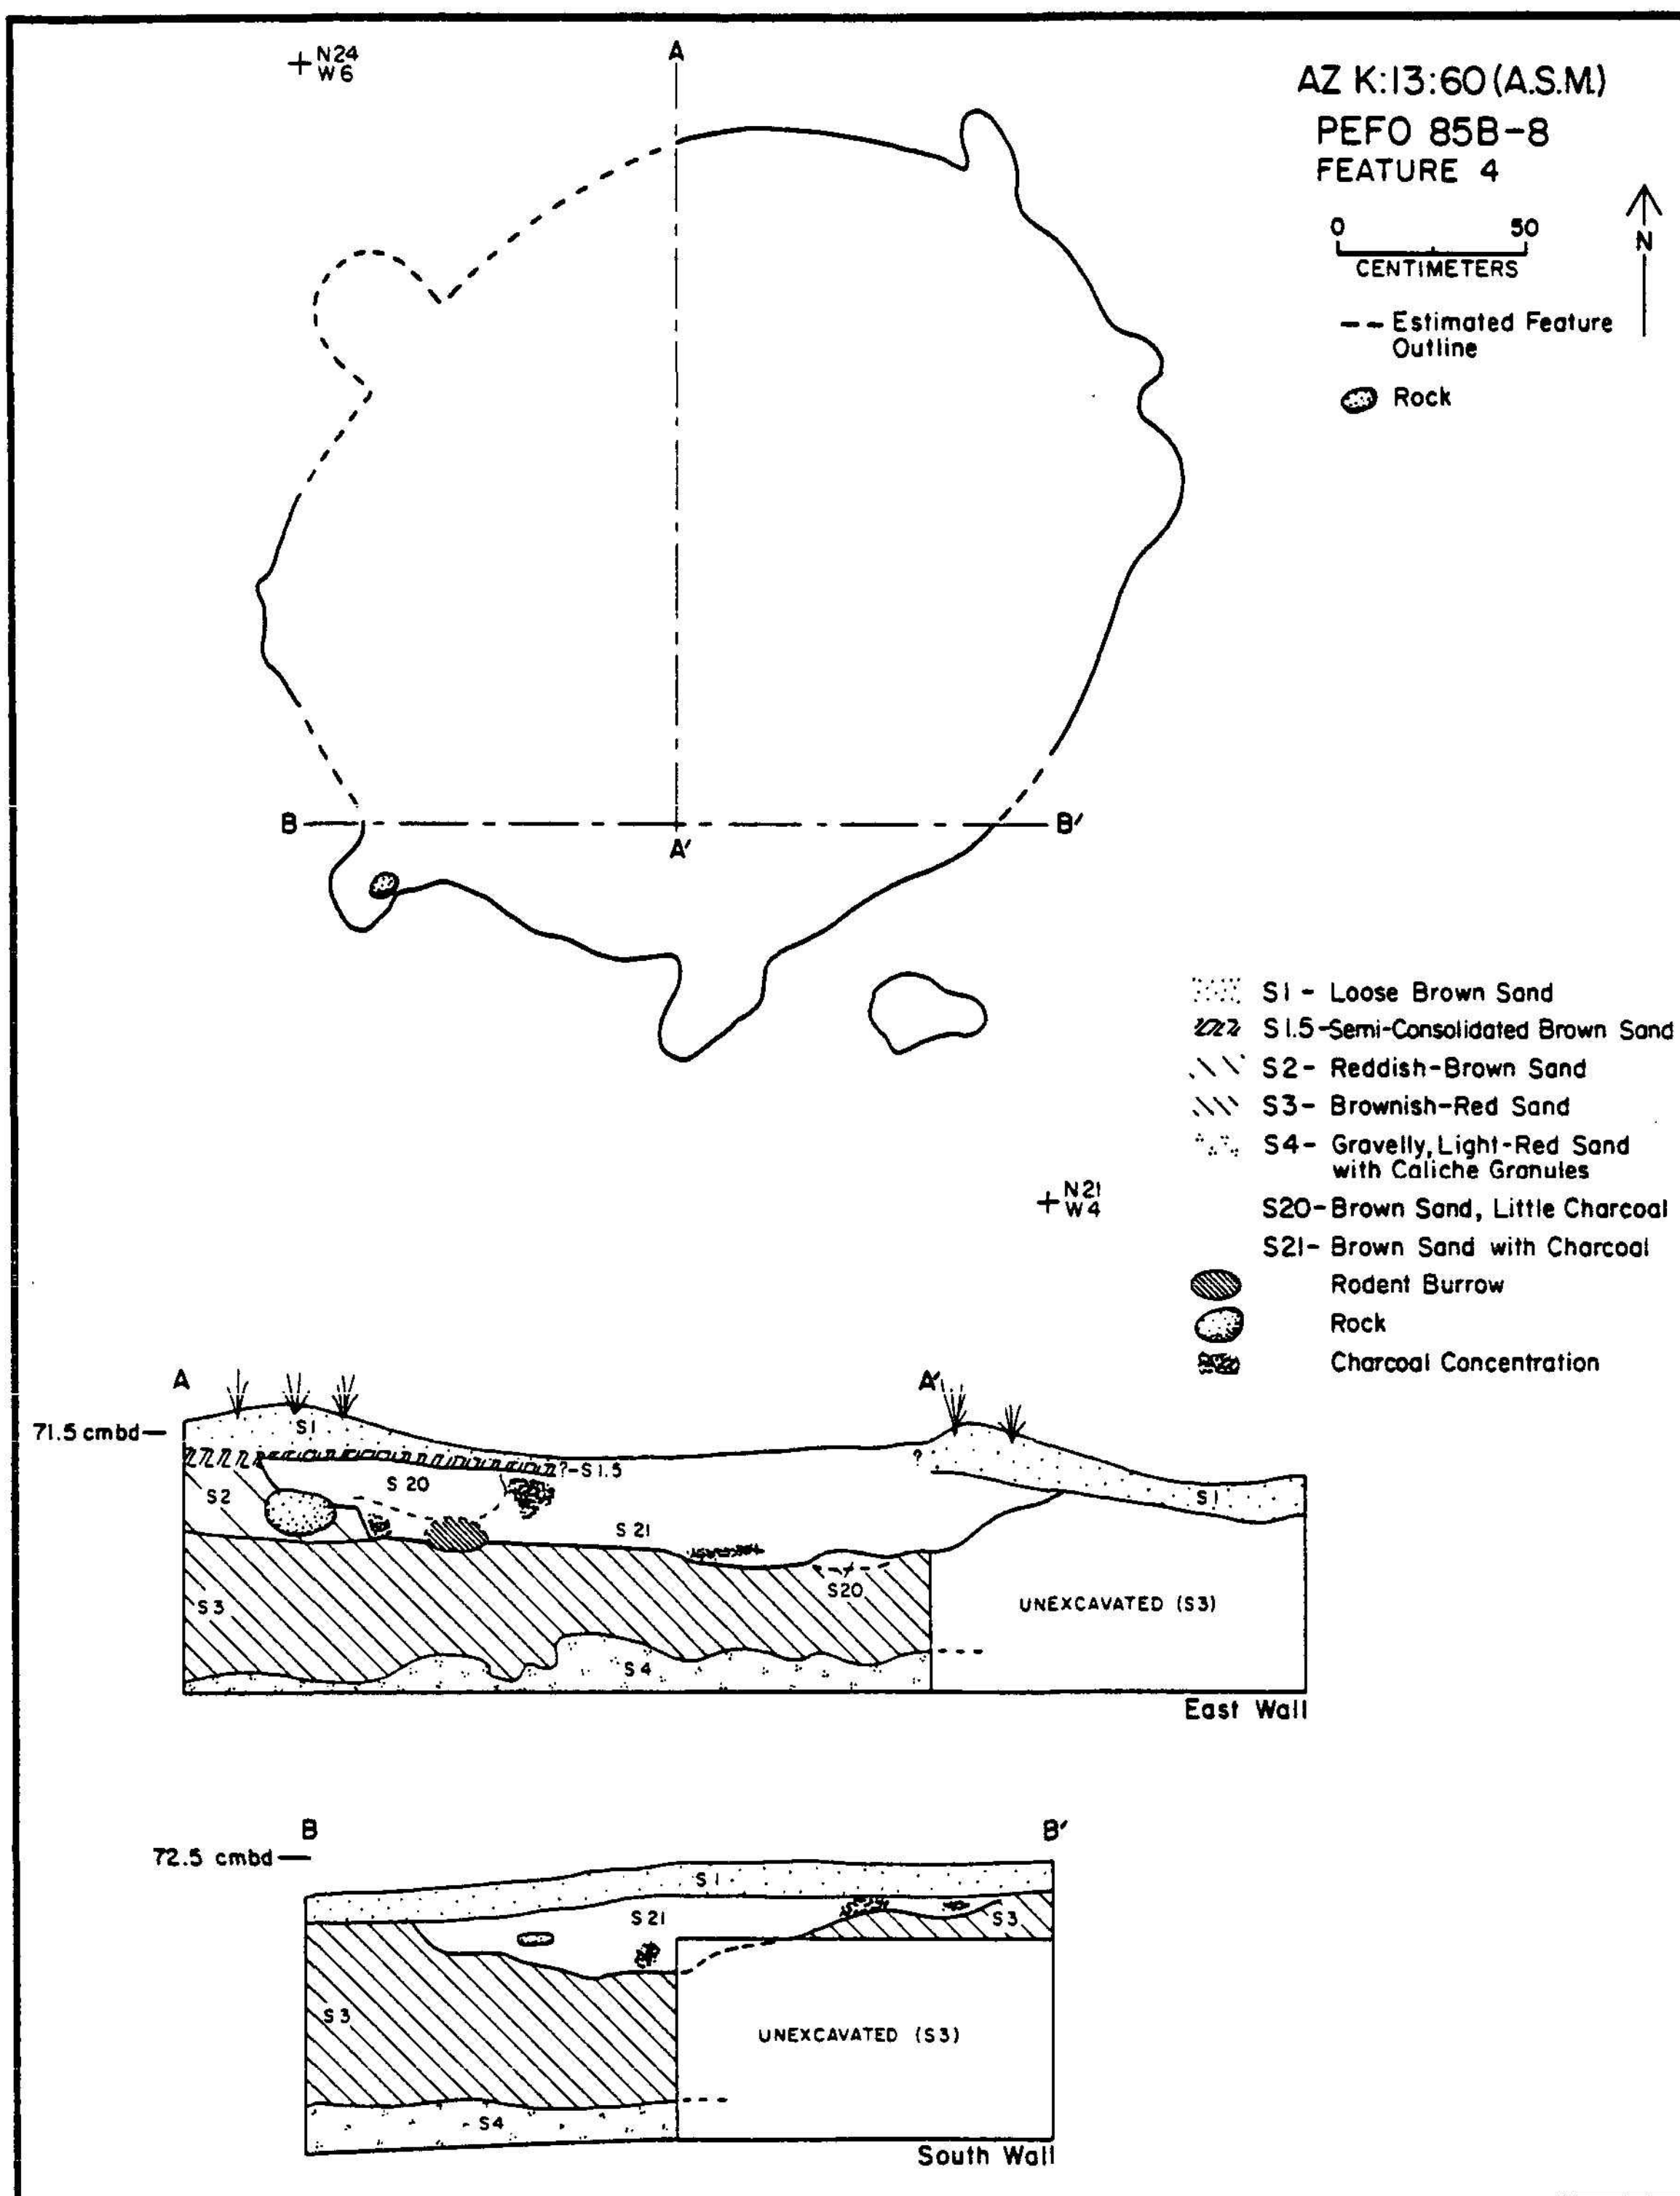 N24
W6
A
AZ K:13:60 (A.S.M.)
PEFO 85B-8
FEATURE 4
0 50
CENTIMETERS
N
-- Estimated Feature
Outline
Rock
B
B′
A′
S1 - Loose Brown Sand
S1.5-Semi-Consolidated Brown Sand
S2- Reddish-Brown Sand
S3- Brownish-Red Sand
S4- Gravelly, Light-Red Sand
with Caliche Granules
N21
W4
S20-Brown Sand, Little Charcoal
S21- Brown Sand with Charcoal
Rodent Burrow
Rock
Charcoal Concentration
A
A′
71.5 cmbd—
S1
?
?-S1.5
S 20
S2
S1
S 21
S20
S3
UNEXCAVATED (S3)
S4
East Wall
B
B′
72.5 cmbd—
S1
S21
S3
S3
UNEXCAVATED (S3)
S4
South Wall